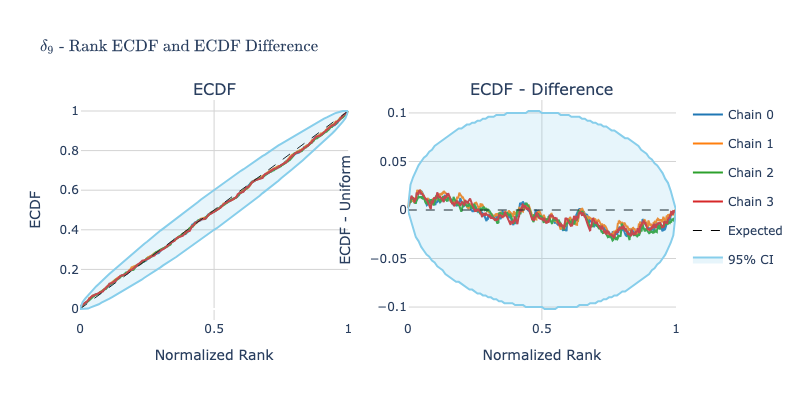 δ₉ - Rank ECDF and ECDF Difference
ECDF
ECDF - Difference
ECDF
1
0.8
0.6
0.4
0.2
0
0
0.5
1
Normalized Rank
ECDF - Uniform
0.1
0.05
0
−0.05
−0.1
0
0.5
1
Normalized Rank
Chain 0
Chain 1
Chain 2
Chain 3
Expected
95% CI